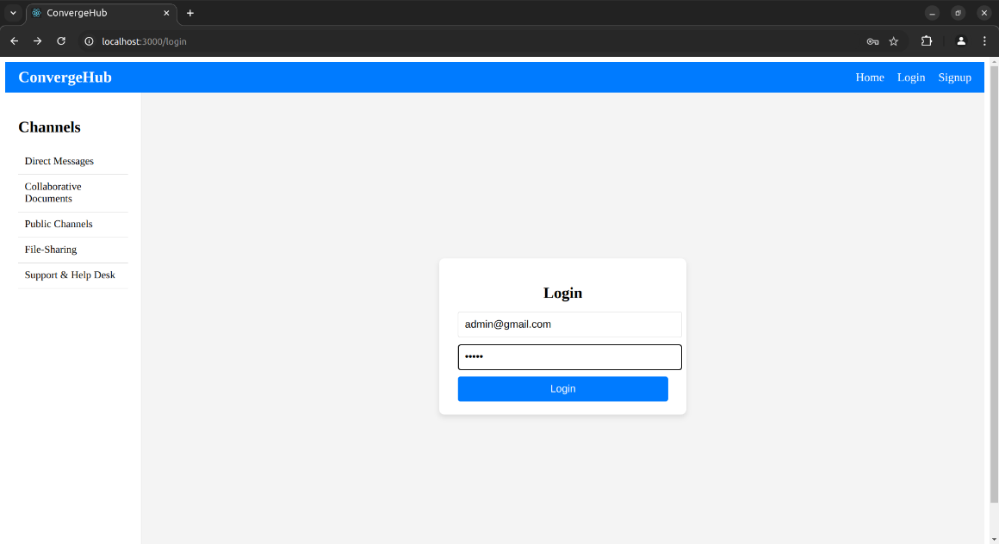 ConvergeHub
localhost:3000/login
ConvergeHub
Home Login Signup
Channels
Direct Messages
Collaborative
Documents
Public Channels
File-Sharing
Support & Help Desk
Login
admin@gmail.com
•••••
Login